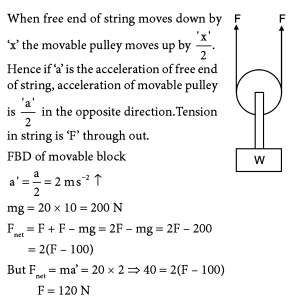 When free end of string moves down by
‘x’ the movable pulley moves up by 'x'/2.
Hence if ‘a’ is the acceleration of free end
of string, acceleration of movable pulley
is 'a'/2 in the opposite direction.Tension
in string is ‘F’ through out.
FBD of movable block
a' = a/2 = 2 ms⁻² ↑
mg = 20 × 10 = 200 N
F_net = F + F – mg = 2F – mg = 2F – 200
= 2(F – 100)
But F_net = ma' = 20 × 2 ⇒ 40 = 2(F – 100)
F = 120 N
F F
W